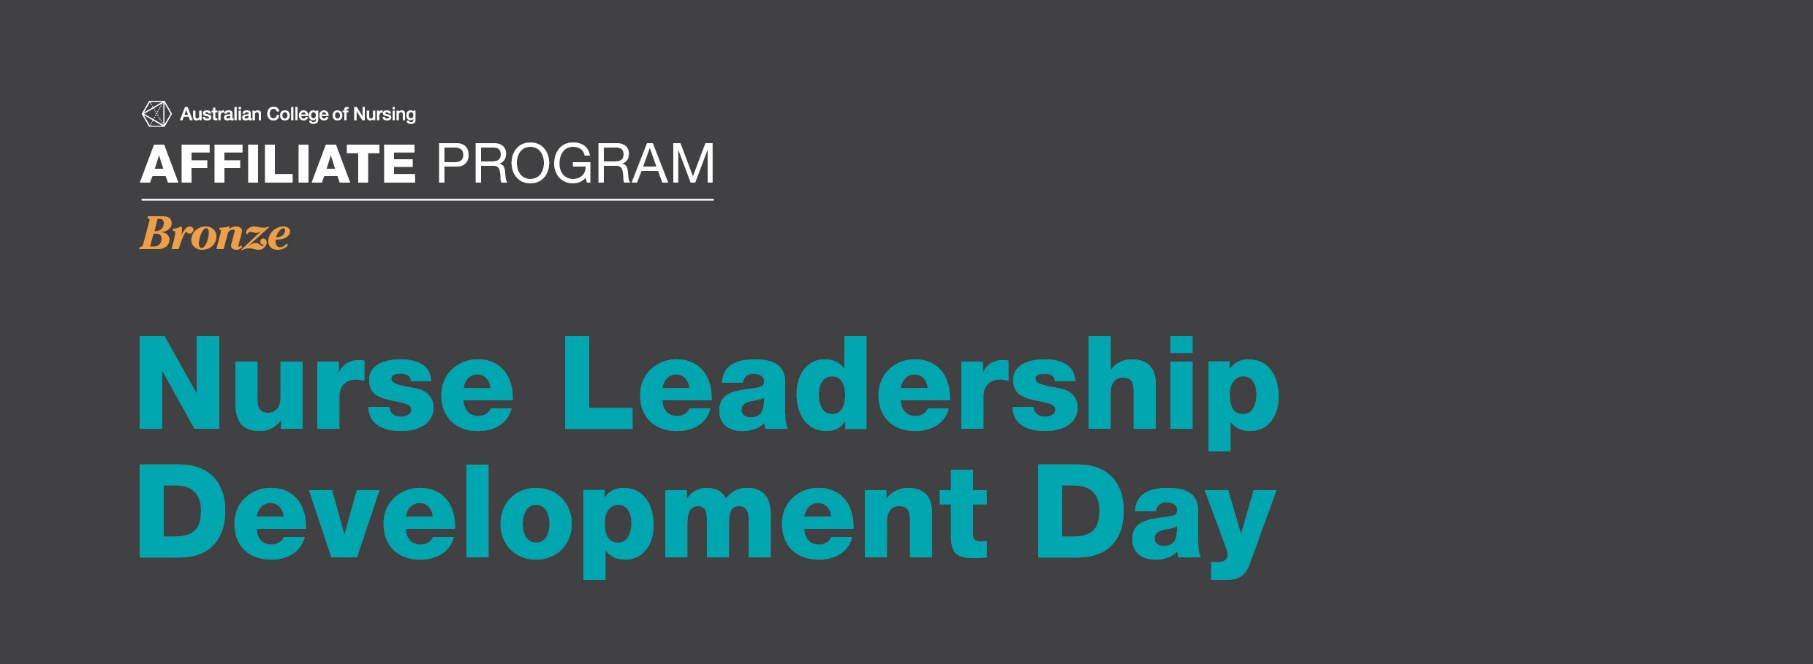 Australian College of Nursing
AFFILIATE PROGRAM
Bronze
Nurse Leadership
Development Day